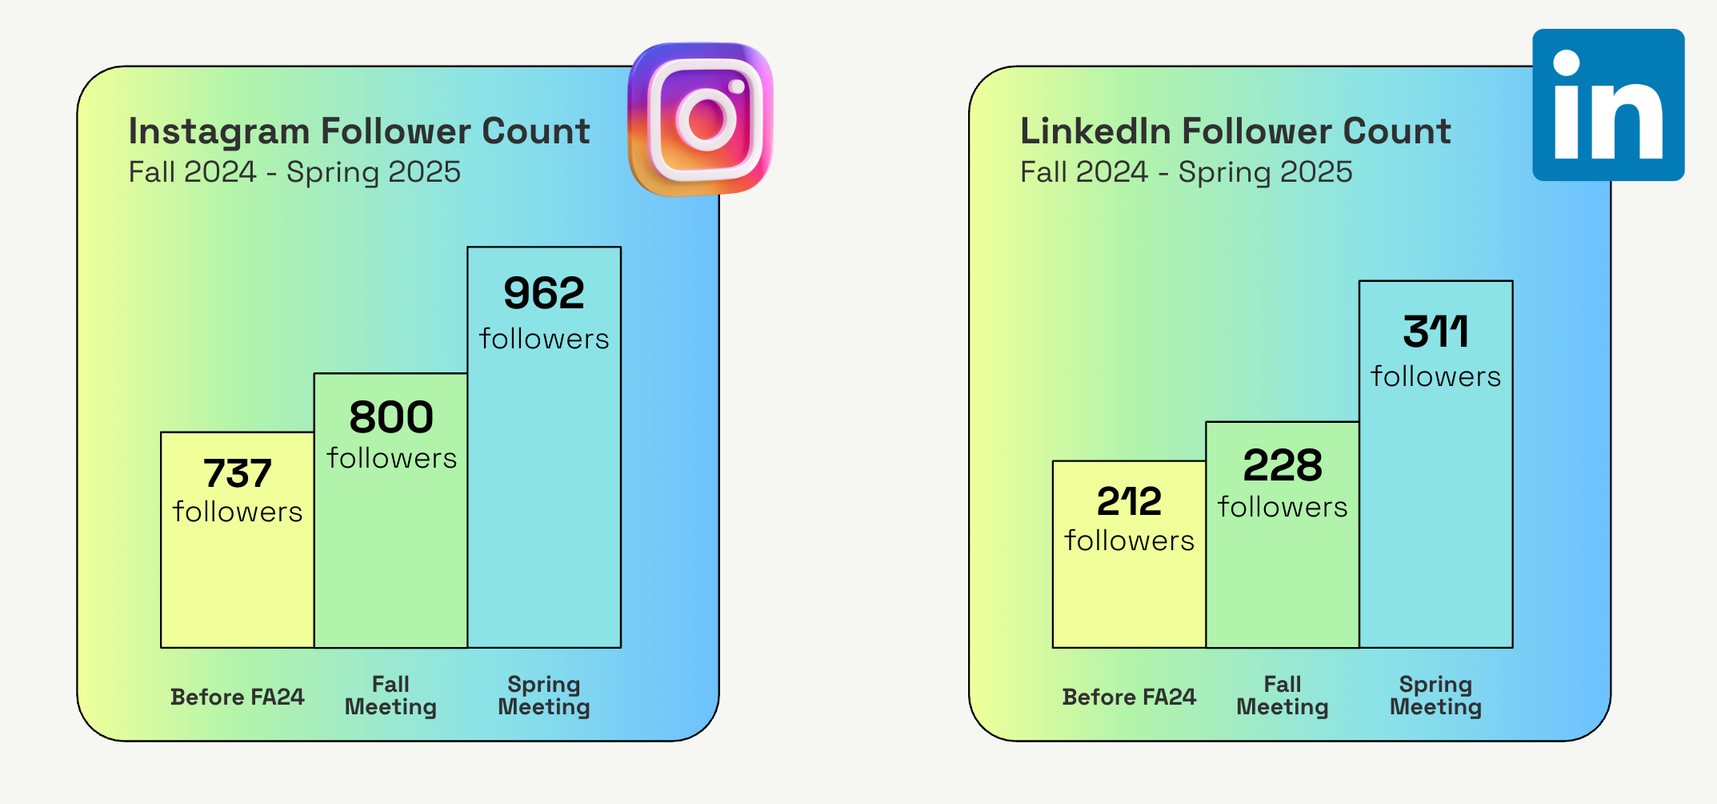 Instagram Follower Count
Fall 2024 - Spring 2025
962
followers
800
followers
737
followers
Before FA24
Fall
Meeting
Spring
Meeting
in
LinkedIn Follower Count
Fall 2024 - Spring 2025
311
followers
228
followers
212
followers
Before FA24
Fall
Meeting
Spring
Meeting